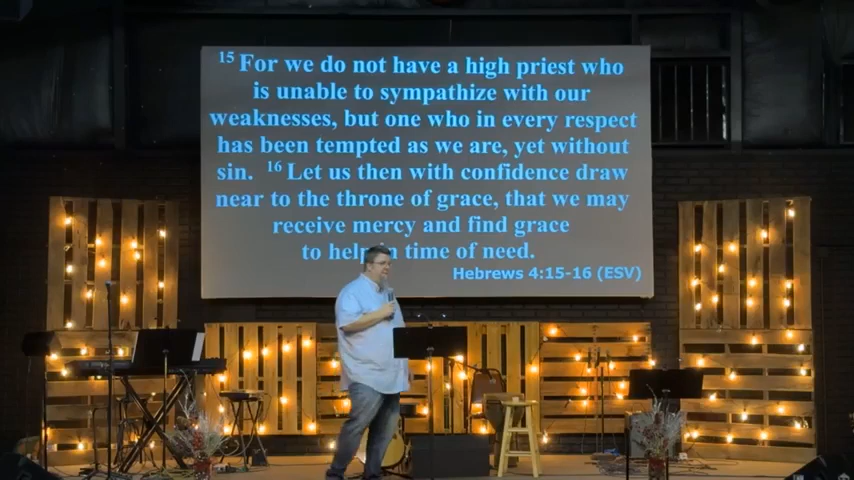 15 For we do not have a high priest who
is unable to sympathize with our
weaknesses, but one who in every respect
has been tempted as we are, yet without
sin. 16 Let us then with confidence draw
near to the throne of grace, that we may
receive mercy and find grace
to help in time of need.
Hebrews 4:15-16 (ESV)